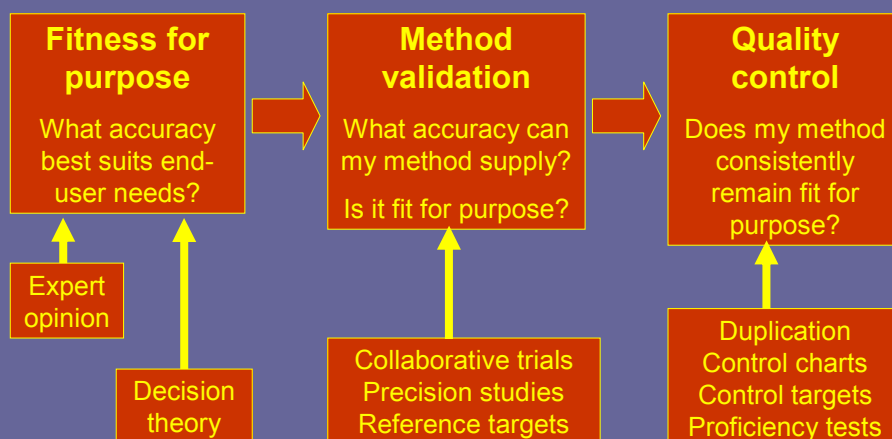 Fitness for
purpose
What accuracy
best suits end-
user needs?
Method
validation
What accuracy can
my method supply?
Is it fit for purpose?
Quality
control
Does my method
consistently
remain fit for
purpose?
Expert
opinion
Decision
theory
Collaborative trials
Precision studies
Reference targets
Duplication
Control charts
Control targets
Proficiency tests